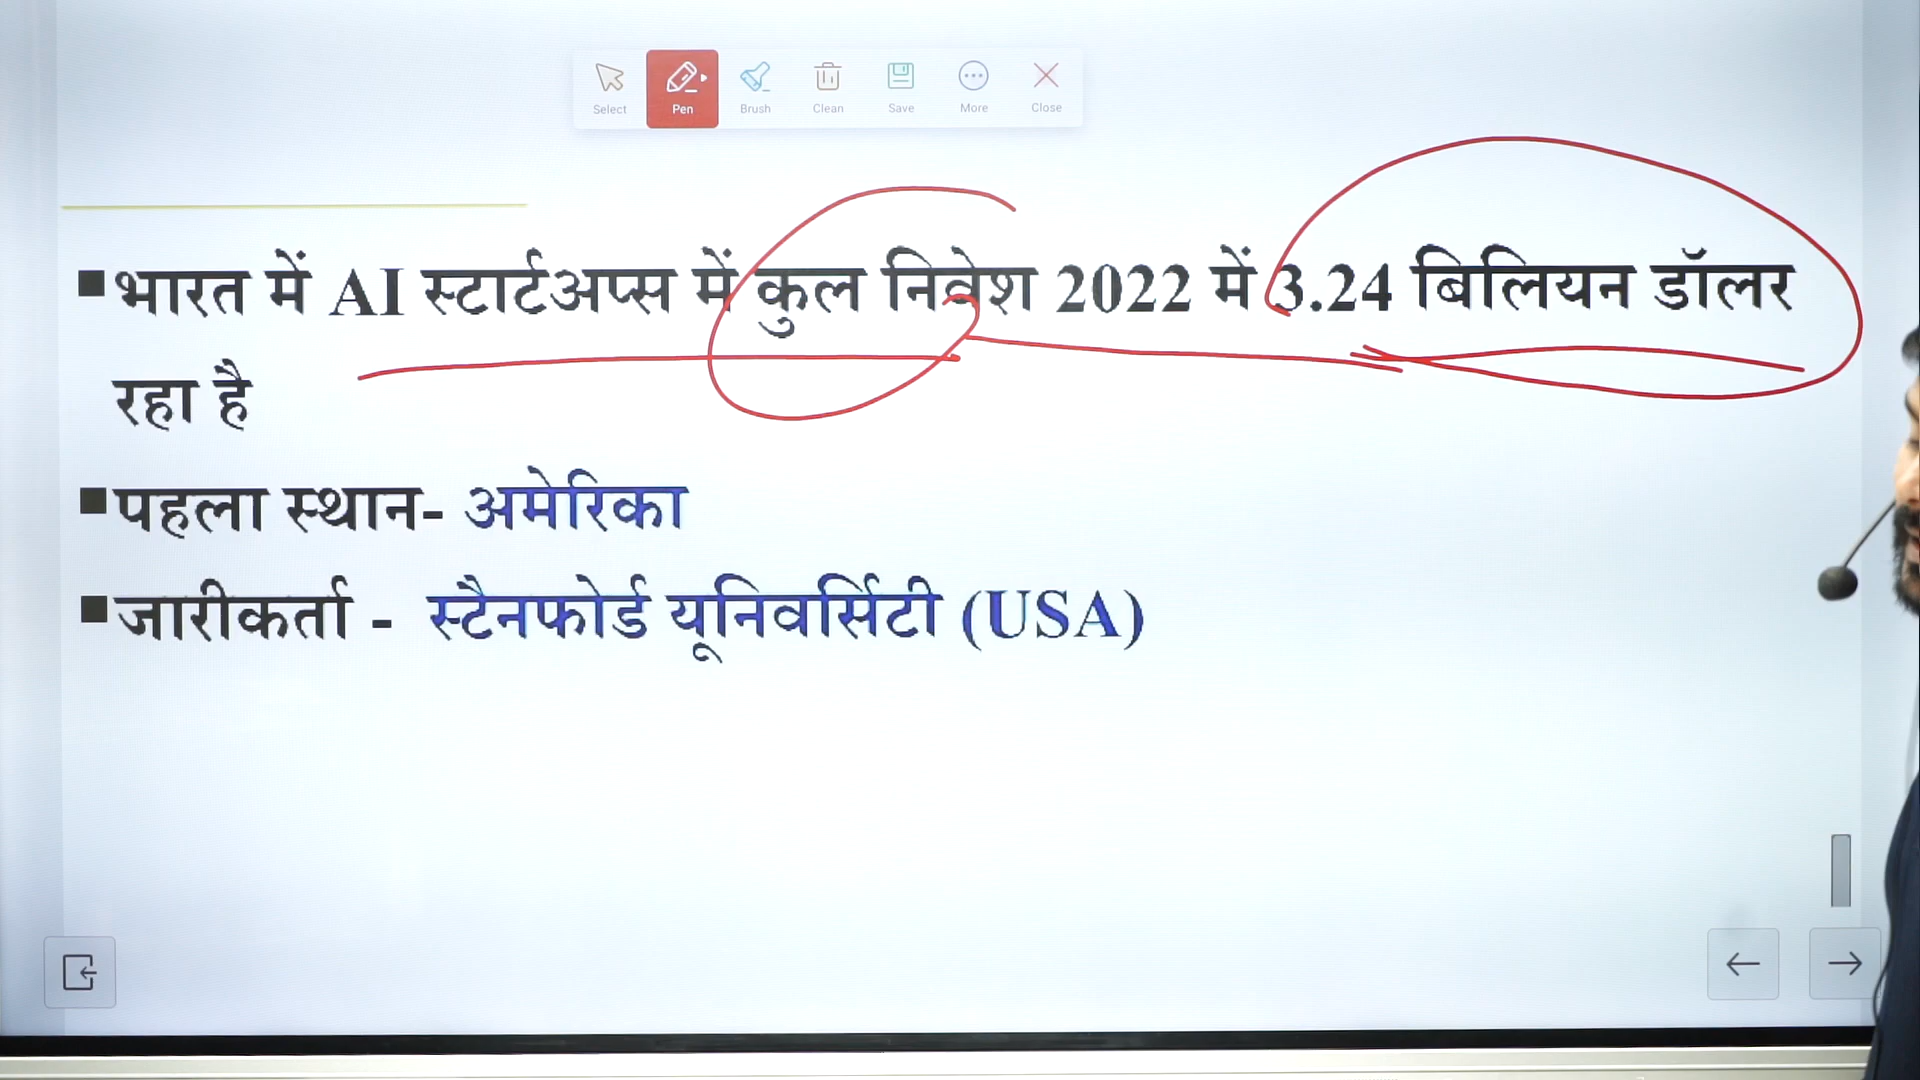 Select Pen Brush Clean Save More Close
भारत में AI स्टार्टअप्स में कुल निवेश 2022 में 3.24 बिलियन डॉलर
रहा है
पहला स्थान- अमेरिका
जारीकर्ता - स्टैनफोर्ड यूनिवर्सिटी (USA)